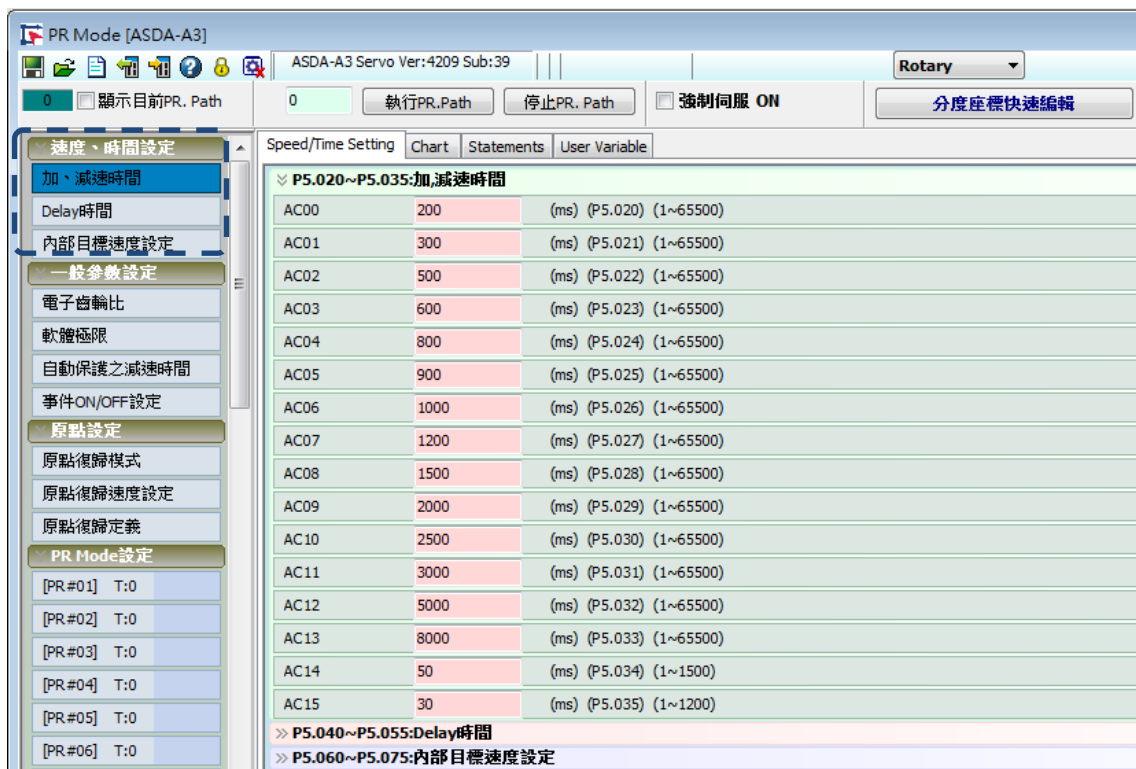 PR Mode [ASDA-A3]
ASDA-A3 Servo Ver:4209 Sub:39
Rotary
0 顯示目前PR. Path 0 執行PR.Path 停止PR. Path 強制伺服 ON 分度座標快速編輯
速度、時間設定
加、減速時間
Delay時間
內部目標速度設定
一般參數設定
電子齒輪比
軟體極限
自動保護之減速時間
事件ON/OFF設定
原點設定
原點復歸模式
原點復歸速度設定
原點復歸定義
PR Mode設定
[PR#01] T:0
[PR#02] T:0
[PR#03] T:0
[PR#04] T:0
[PR#05] T:0
[PR#06] T:0
Speed/Time Setting Chart Statements User Variable
P5.020~P5.035:加,減速時間
AC00 200 (ms) (P5.020) (1~65500)
AC01 300 (ms) (P5.021) (1~65500)
AC02 500 (ms) (P5.022) (1~65500)
AC03 600 (ms) (P5.023) (1~65500)
AC04 800 (ms) (P5.024) (1~65500)
AC05 900 (ms) (P5.025) (1~65500)
AC06 1000 (ms) (P5.026) (1~65500)
AC07 1200 (ms) (P5.027) (1~65500)
AC08 1500 (ms) (P5.028) (1~65500)
AC09 2000 (ms) (P5.029) (1~65500)
AC10 2500 (ms) (P5.030) (1~65500)
AC11 3000 (ms) (P5.031) (1~65500)
AC12 5000 (ms) (P5.032) (1~65500)
AC13 8000 (ms) (P5.033) (1~65500)
AC14 50 (ms) (P5.034) (1~1500)
AC15 30 (ms) (P5.035) (1~1200)
P5.040~P5.055:Delay時間
P5.060~P5.075:內部目標速度設定